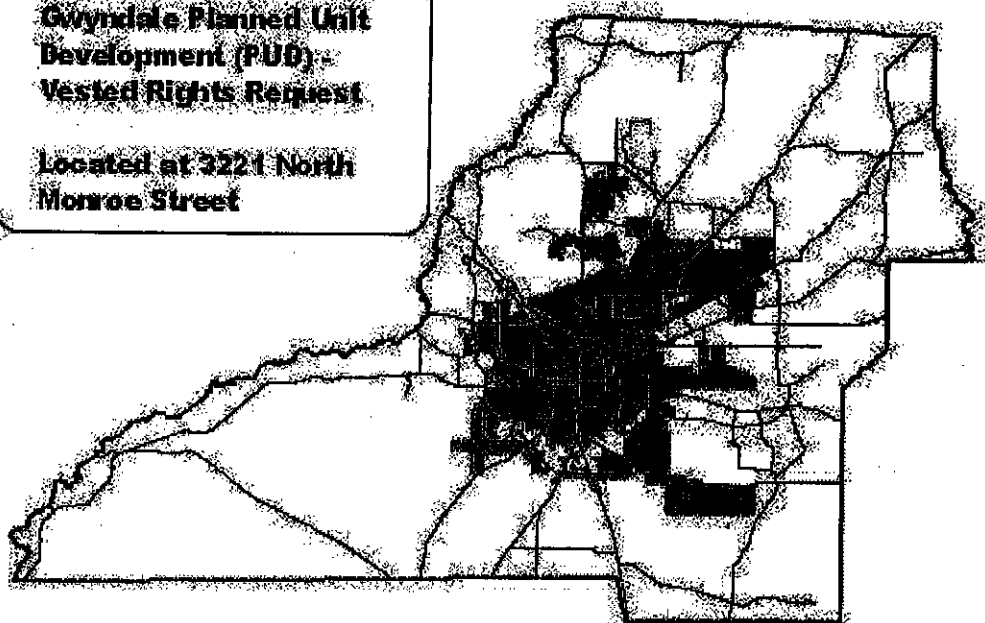 Gwyndale Planned Unit
Development (PUD) -
Vested Rights Request
Located at 3221 North
Monroe Street